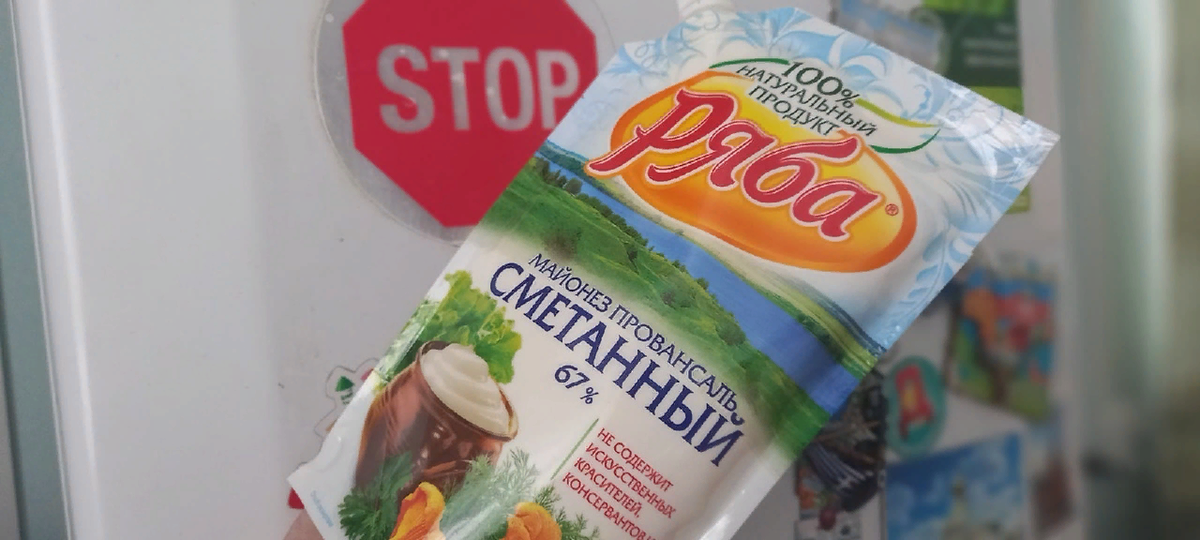 STOP
100%
НАТУРАЛЬНЫЙ
ПРОДУКТ
Ряба®
МАЙОНЕЗ ПРОВАНСАЛЬ
СМЕТАННЫЙ
67%
НЕ СОДЕРЖИТ
ИСКУССТВЕННЫХ
КРАСИТЕЛЕЙ,
КОНСЕРВАНТОВ И
Д